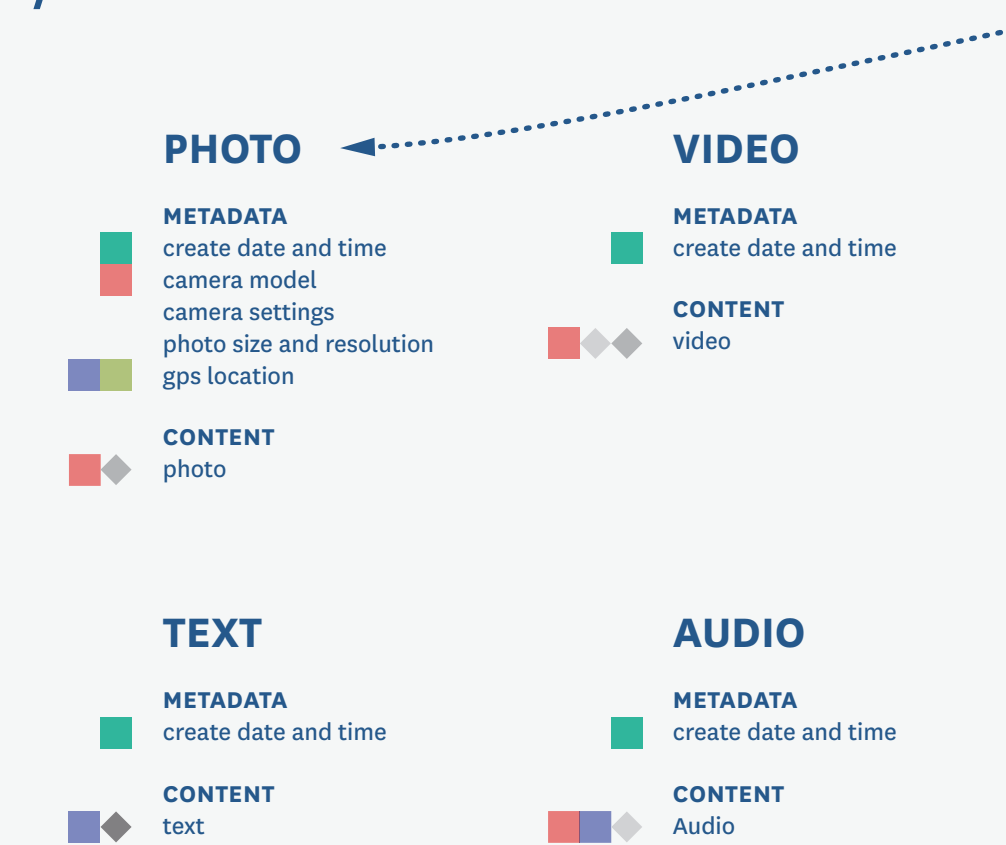 PHOTO
METADATA
create date and time
camera model
camera settings
photo size and resolution
gps location
CONTENT
photo
VIDEO
METADATA
create date and time
CONTENT
video
TEXT
METADATA
create date and time
CONTENT
text
AUDIO
METADATA
create date and time
CONTENT
Audio